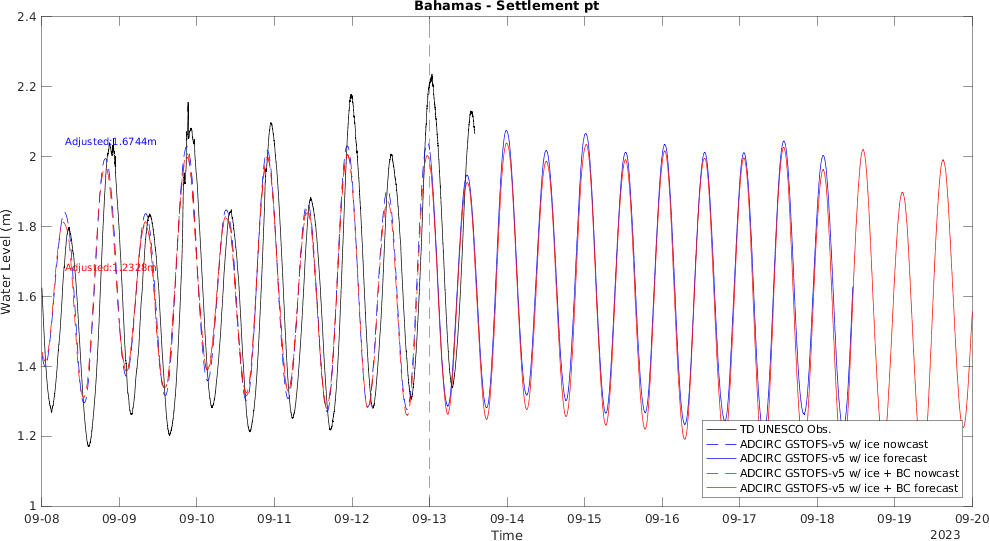 Bahamas - Settlement pt
2.4
2.2
2
1.8
1.6
1.4
1.2
1
Water Level (m)
Adjusted:1.6744m
Adjusted:1.2328m
TD UNESCO Obs.
ADCIRC GSTOFS-v5 w/ ice nowcast
ADCIRC GSTOFS-v5 w/ ice forecast
ADCIRC GSTOFS-v5 w/ ice + BC nowcast
ADCIRC GSTOFS-v5 w/ ice + BC forecast
09-08 09-09 09-10 09-11 09-12 09-13 09-14 09-15 09-16 09-17 09-18 09-19 09-20
Time
2023